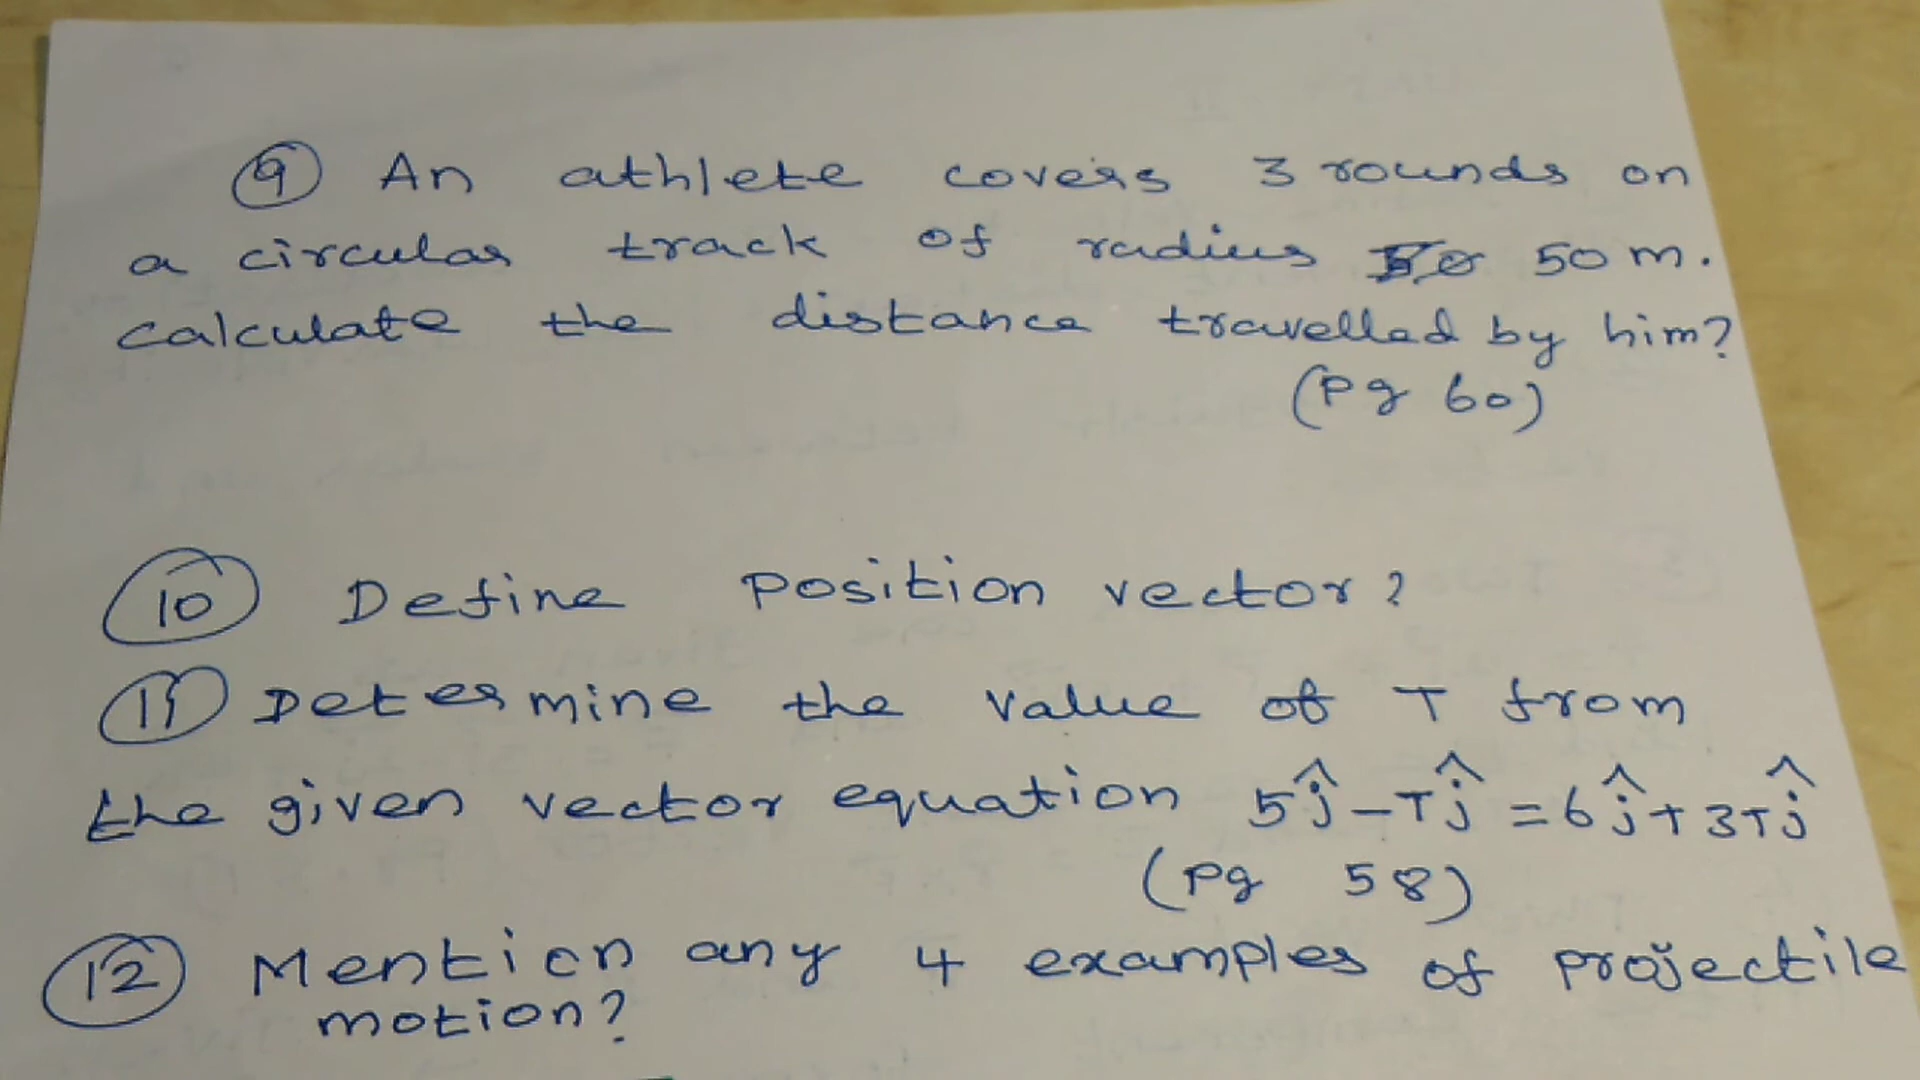 9 An athlete covers 3 rounds on
a circular track of radius 50 m.
calculate the distance travelled by him?
(Pg 60)
10 Define Position vector?
11 Determine the value of T from
the given vector equation 5ĵ - Tĵ = 6ĵ + 3Tĵ
(Pg 58)
12 Mention any 4 examples of projectile
motion?